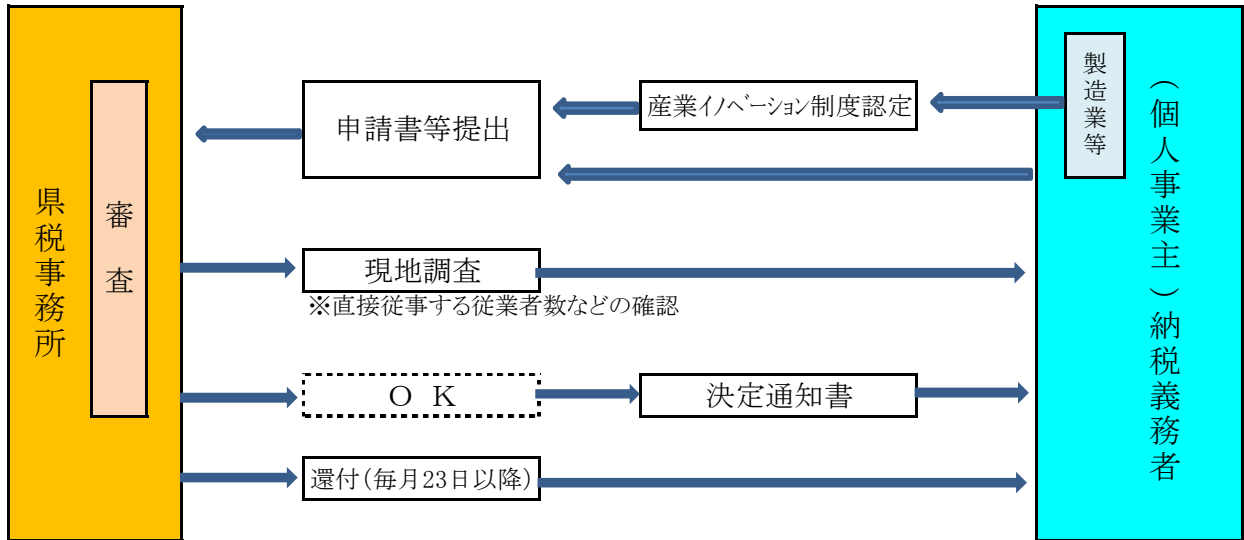 県税事務所
審査
申請書等提出
産業イノベーション制度認定
製造業等
(個人事業主)納税義務者
現地調査
※直接従事する従業者数などの確認
OK
決定通知書
還付(毎月23日以降)